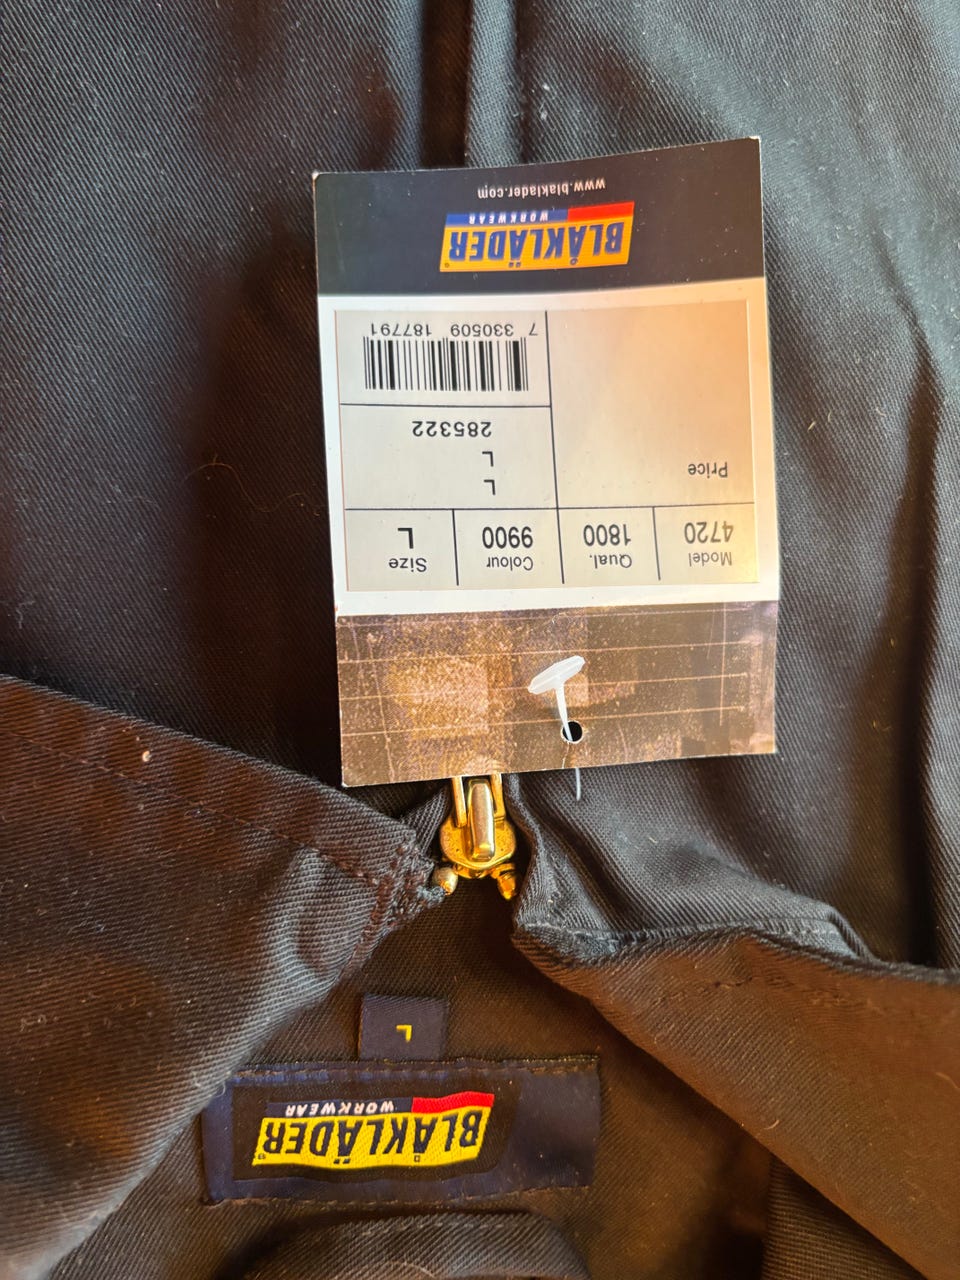 Model
4720
Qual.
1800
Colour
9900
Size
L
Price
L
L
285322
7 330509 187791
BLÅKLÄDER®
WORKWEAR
www.blaklader.com
BLÅKLÄDER®
WORKWEAR
L